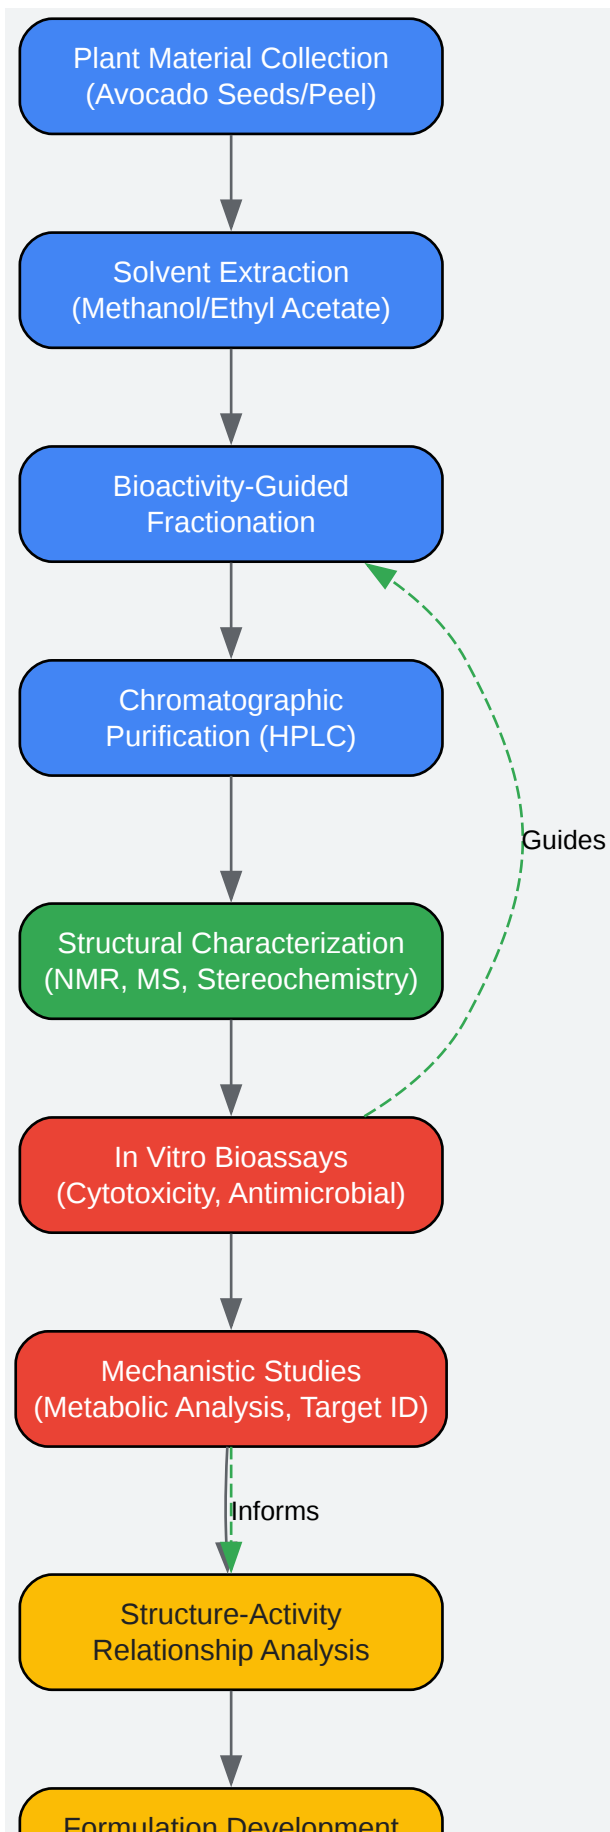 Plant Material Collection
(Avocado Seeds/Peel)
Solvent Extraction
(Methanol/Ethyl Acetate)
Bioactivity-Guided
Fractionation
Chromatographic
Purification (HPLC)
Guides
Structural Characterization
(NMR, MS, Stereochemistry)
In Vitro Bioassays
(Cytotoxicity, Antimicrobial)
Mechanistic Studies
(Metabolic Analysis, Target ID)
Informs
Structure-Activity
Relationship Analysis
Formulation Development